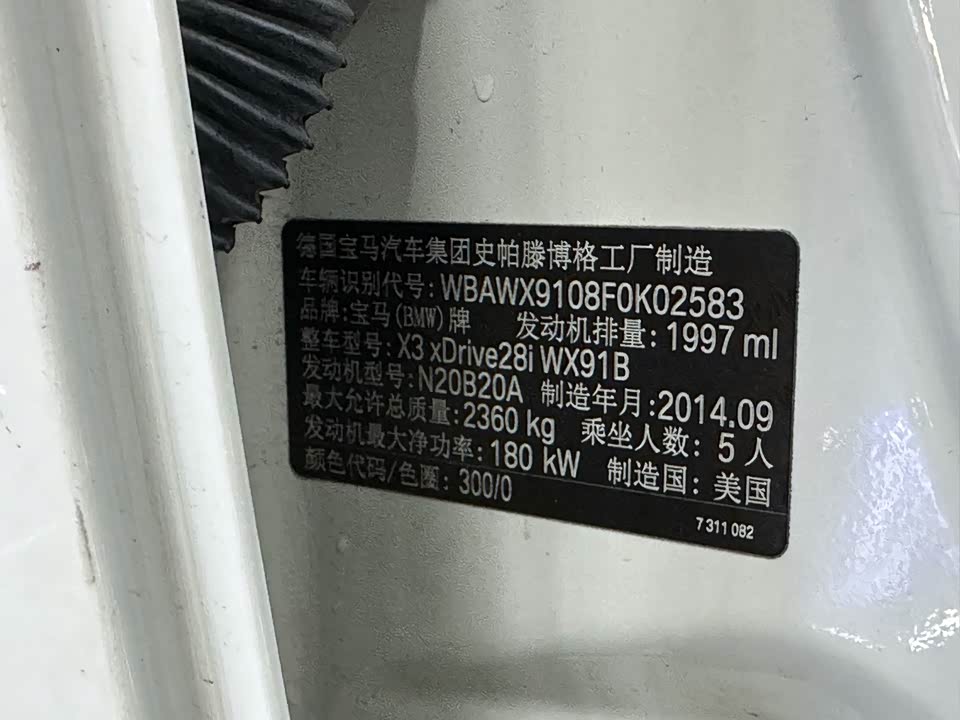 德国宝马汽车集团史帕滕博格工厂制造
车辆识别代号: WBAWX9108F0K02583
品牌: 宝马(BMW)牌 发动机排量: 1997 ml
整车型号: X3 xDrive28i WX91B
发动机型号: N20B20A 制造年月: 2014.09
最大允许总质量: 2360 kg 乘坐人数: 5 人
发动机最大净功率: 180 kW 制造国: 美国
颜色代码/色圈: 300/0
7 311 082